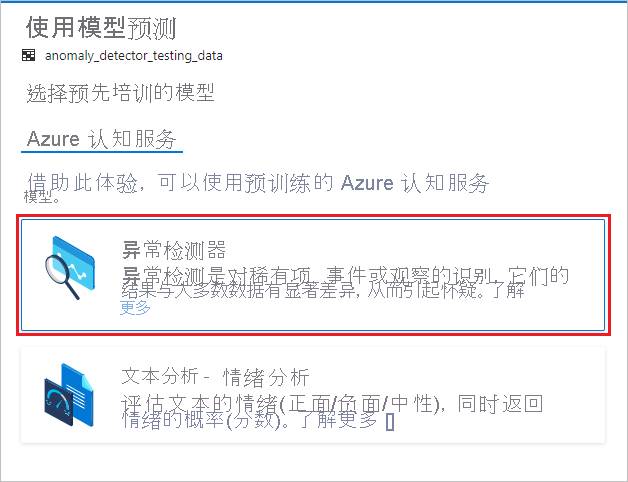 使用模型预测
anomaly_detector_testing_data
选择预先培训的模型
Azure 认知服务
借助此体验, 可以使用预训练的 Azure 认知服务
模型。
异常检测器
异常检测是对稀有项、事件或观察的识别, 它们的
结果与大多数数据有显著差异, 从而引起怀疑。了解
更多
文本分析 - 情绪分析
评估文本的情绪(正面/负面/中性), 同时返回
情绪的概率(分数)。了解更多 []